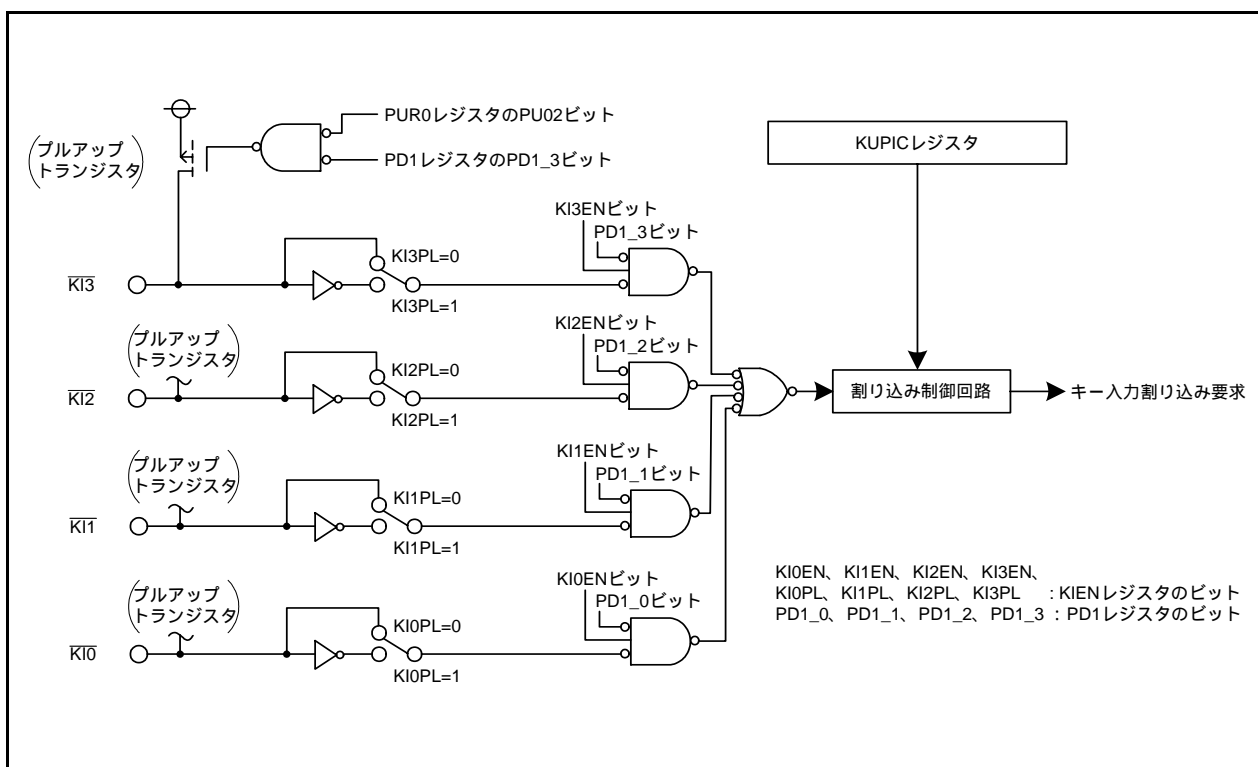 PUR0レジスタのPU02ビット
プルアップ
トランジスタ
PD1レジスタのPD1_3ビット
KUPICレジスタ
KI3ENビット
PD1_3ビット
KI3PL=0
KI3
KI3PL=1
プルアップ
トランジスタ
KI2ENビット
PD1_2ビット
KI2PL=0
KI2
KI2PL=1
割り込み制御回路
キー入力割り込み要求
プルアップ
トランジスタ
KI1ENビット
PD1_1ビット
KI1PL=0
KI1
KI1PL=1
プルアップ
トランジスタ
KI0ENビット
PD1_0ビット
KI0PL=0
KI0
KI0PL=1
KI0EN、KI1EN、KI2EN、KI3EN、
KI0PL、KI1PL、KI2PL、KI3PL :KIENレジスタのビット
PD1_0、PD1_1、PD1_2、PD1_3 :PD1レジスタのビット